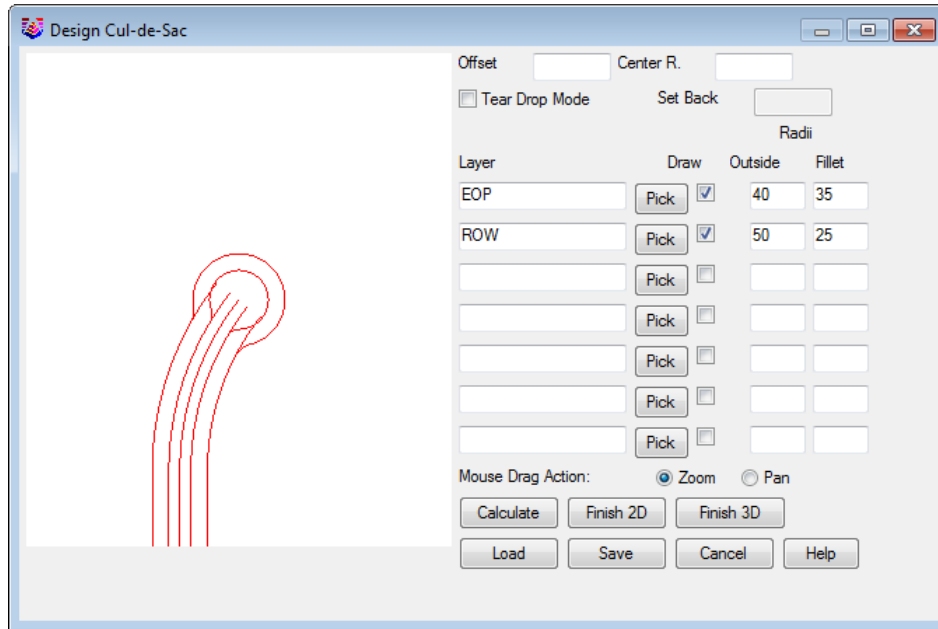 Design Cul-de-Sac
Offset Center R.
Tear Drop Mode Set Back
Radii
Layer Draw Outside Fillet
EOP Pick 40 35
ROW Pick 50 25
Pick
Pick
Pick
Pick
Pick
Mouse Drag Action: Zoom Pan
Calculate Finish 2D Finish 3D
Load Save Cancel Help